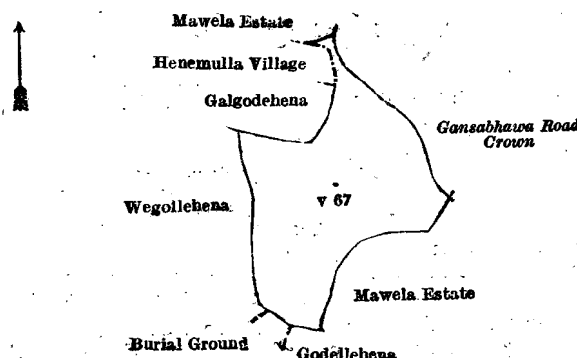 Mawela Estate
Henemulla Village
Galgodehena
Gansabhawa Road
Crown
Wegollehena
v 67
Mawela Estate
Burial Ground
Godellehena